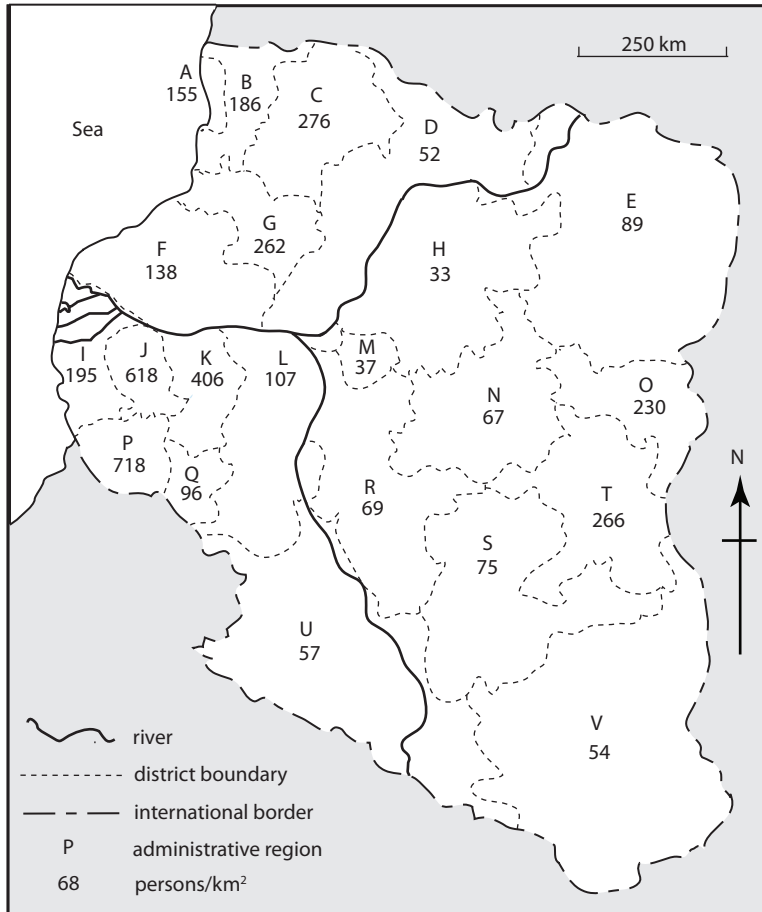 250 km
A
155
B
186
C
276
Sea
D
52
E
89
F
138
G
262
H
33
I
195
J
618
K
406
L
107
M
37
N
67
O
230
P
718
Q
96
R
69
S
75
T
266
N
U
57
V
54
river
district boundary
international border
P administrative region
68 persons/km²